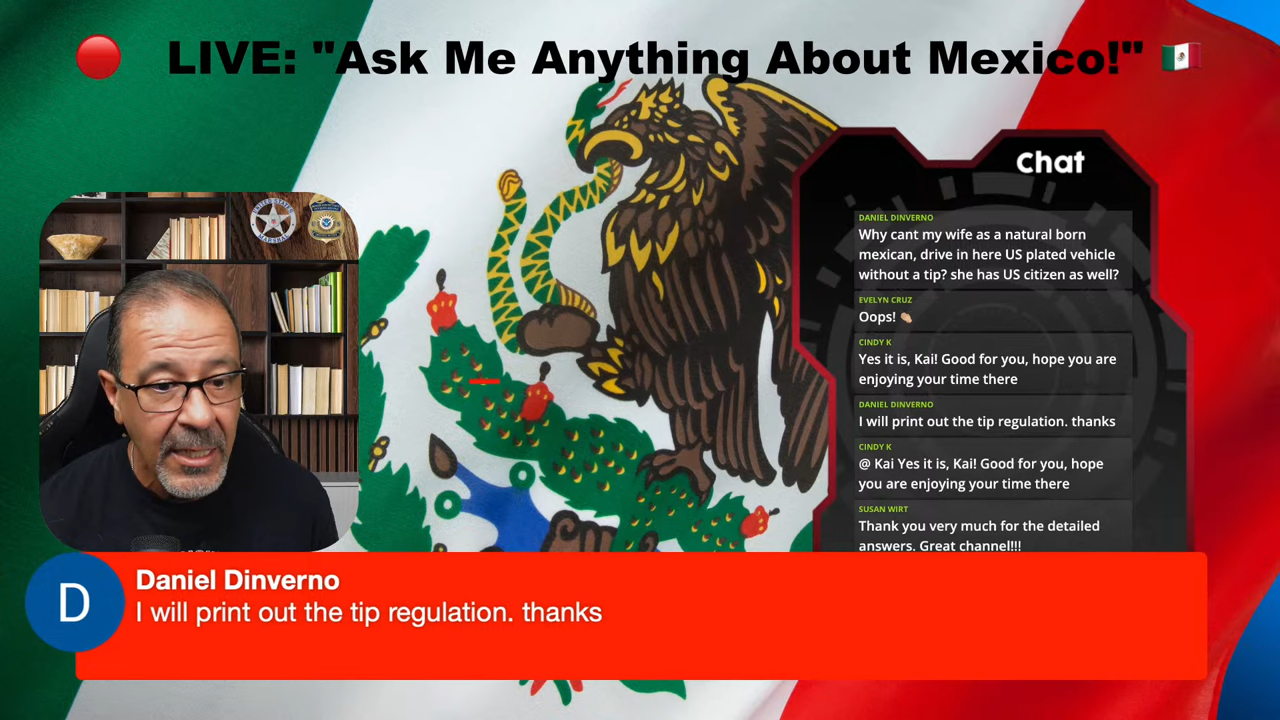 LIVE: "Ask Me Anything About Mexico!"
Chat
DANIEL DINVERNO
Why cant my wife as a natural born
mexican, drive in here US plated vehicle
without a tip? she has US citizen as well?
EVELYN CRUZ
Oops!
CINDY K
Yes it is, Kai! Good for you, hope you are
enjoying your time there
DANIEL DINVERNO
I will print out the tip regulation. thanks
CINDY K
@ Kai Yes it is, Kai! Good for you, hope
you are enjoying your time there
SUSAN WIRT
Thank you very much for the detailed
answers. Great channel!!!
UNITED STATES
MARSHAL
D
Daniel Dinverno
I will print out the tip regulation. thanks